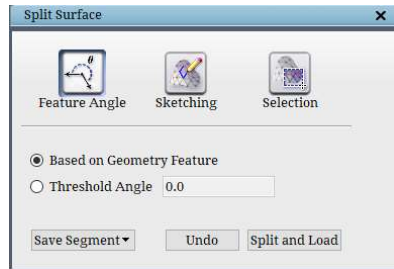 Split Surface
θ
Feature Angle Sketching Selection
Based on Geometry Feature
Threshold Angle 0.0
Save Segment Undo Split and Load